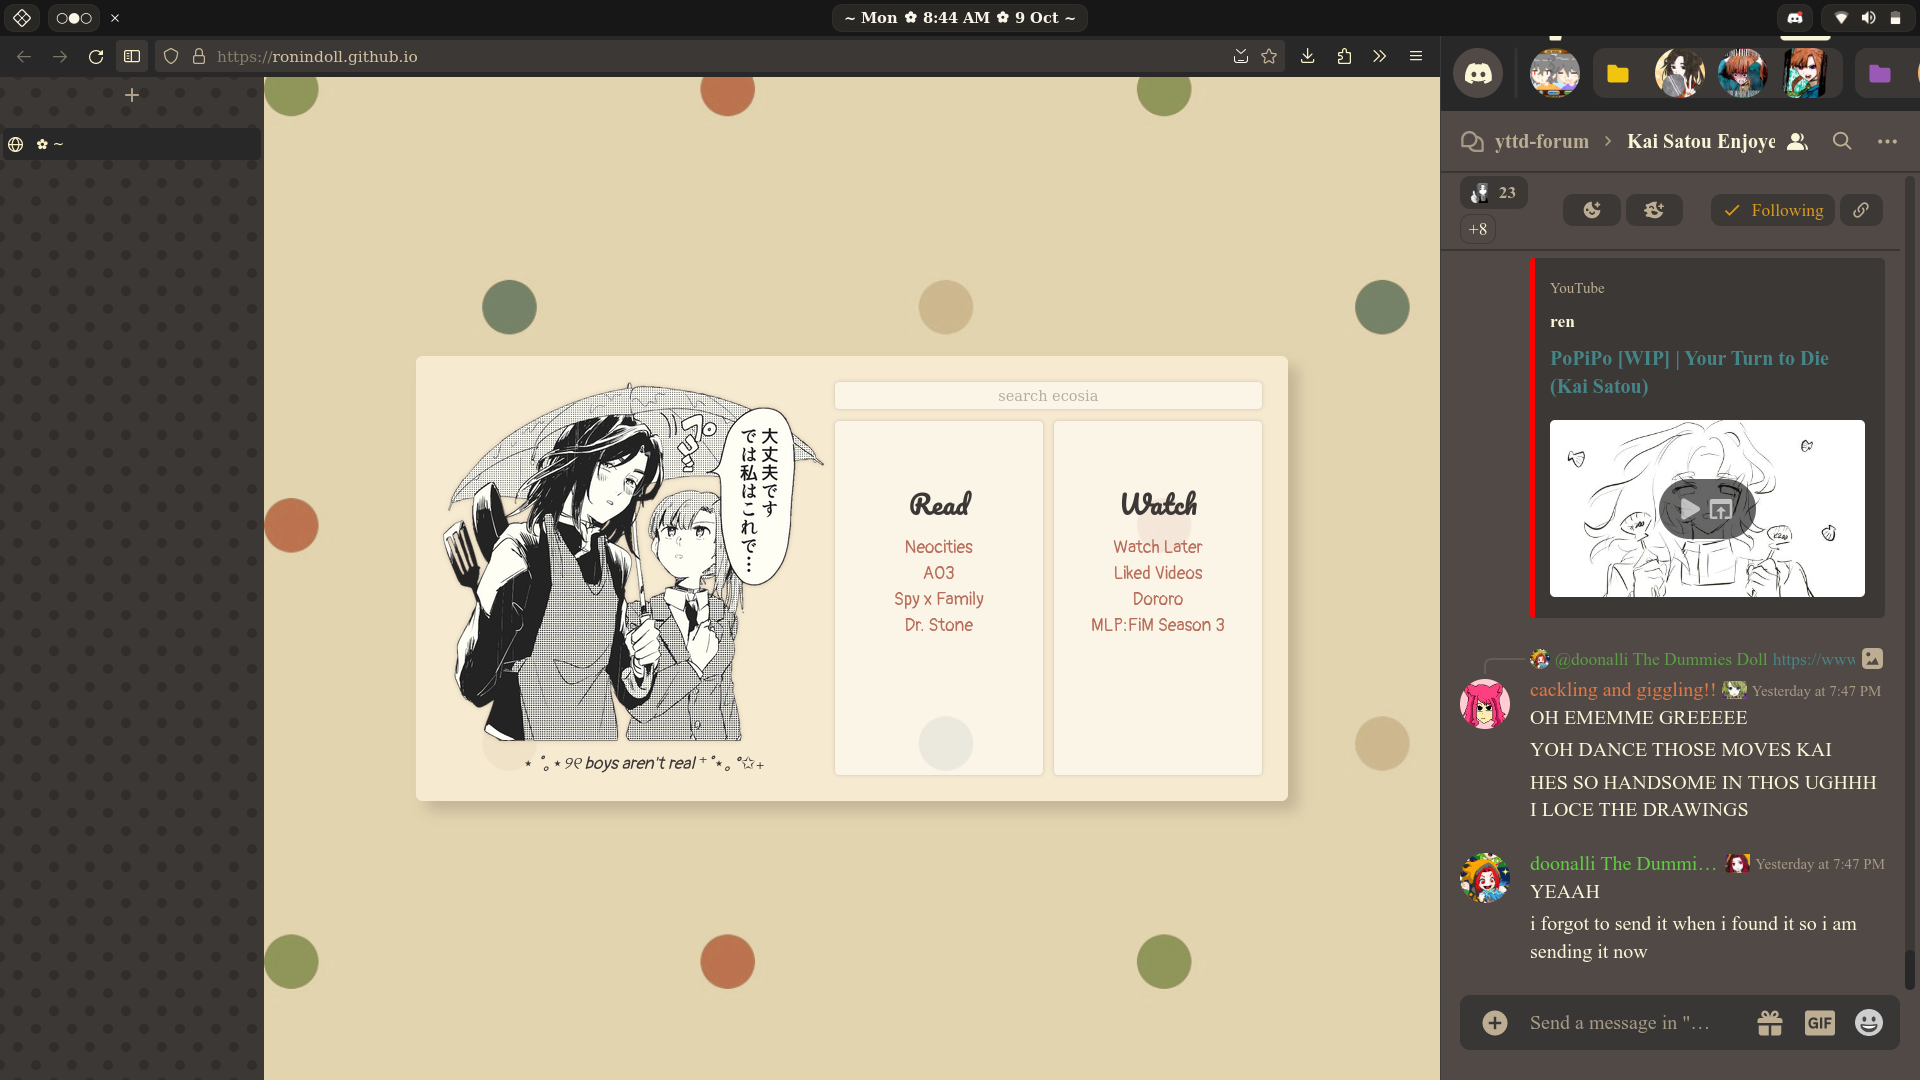 ~ Mon ✿ 8:44 AM ✿ 9 Oct ~
https://ronindoll.github.io
✿ ~
大丈夫です
では私はこれで…
search ecosia
Read
Neocities
AO3
Spy x Family
Dr. Stone
Watch
Watch Later
Liked Videos
Dororo
MLP:FiM Season 3
⋆ ˚｡⋆୨୧ boys aren't real ⁺˚⋆｡°✩₊
yttd-forum › Kai Satou Enjoye
23
+8
Following
YouTube
ren
PoPiPo [WIP] | Your Turn to Die
(Kai Satou)
@doonalli The Dummies Doll https://www
cackling and giggling!! Yesterday at 7:47 PM
OH EMEMME GREEEEE
YOH DANCE THOSE MOVES KAI
HES SO HANDSOME IN THOS UGHHH
I LOCE THE DRAWINGS
doonalli The Dummi… Yesterday at 7:47 PM
YEAAH
i forgot to send it when i found it so i am
sending it now
Send a message in "…
GIF